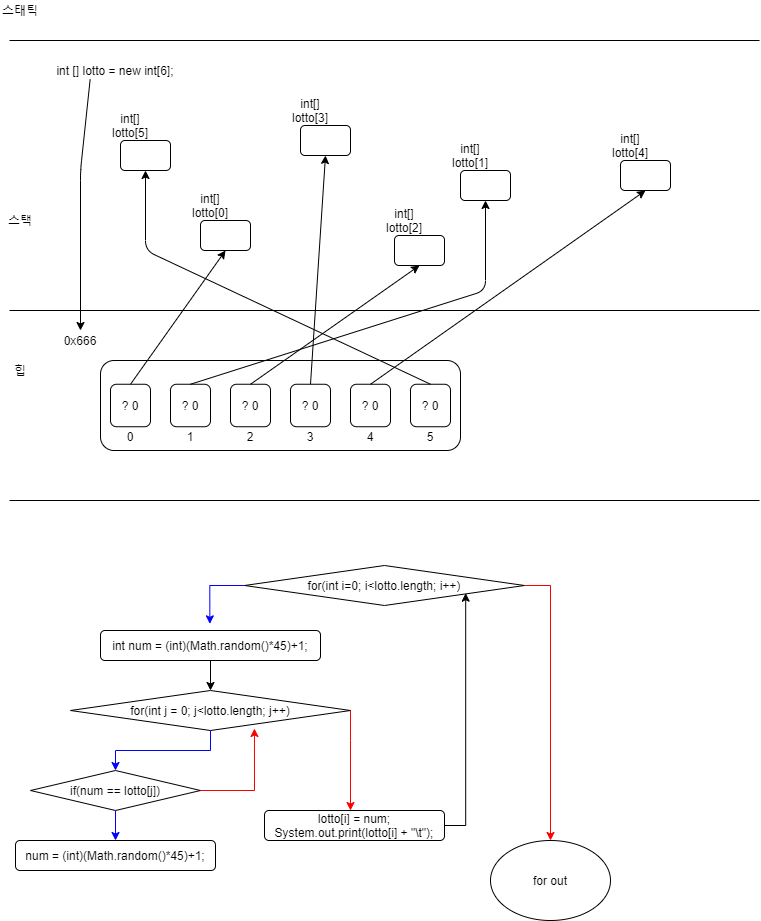 스태틱
int [] lotto = new int[6];
int[]
lotto[5]
int[]
lotto[3]
int[]
lotto[4]
int[]
lotto[1]
int[]
lotto[0]
int[]
lotto[2]
스택
0x666
힙
? 0 ? 0 ? 0 ? 0 ? 0 ? 0
0 1 2 3 4 5
for(int i=0; i<lotto.length; i++)
int num = (int)(Math.random()*45)+1;
for(int j = 0; j<lotto.length; j++)
if(num == lotto[j])
lotto[i] = num;
System.out.print(lotto[i] + "\t");
num = (int)(Math.random()*45)+1;
for out